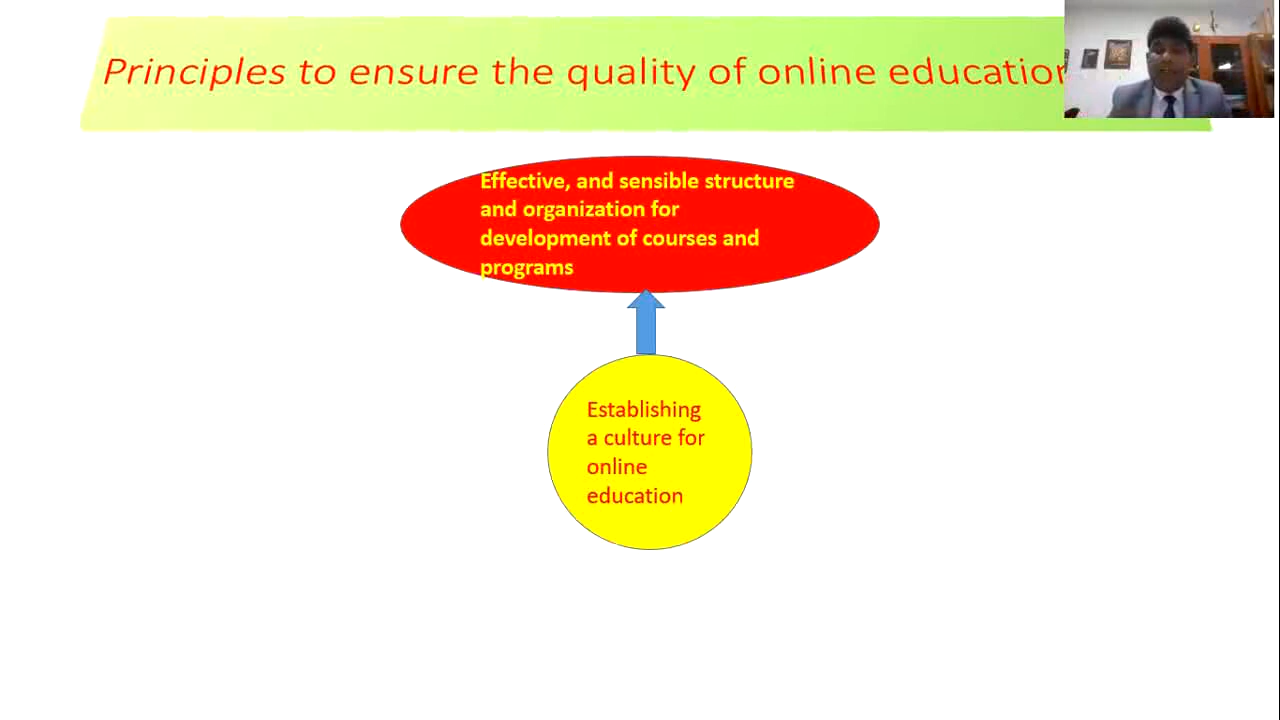 Principles to ensure the quality of online education
Effective, and sensible structure
and organization for
development of courses and
programs
Establishing
a culture for
online
education